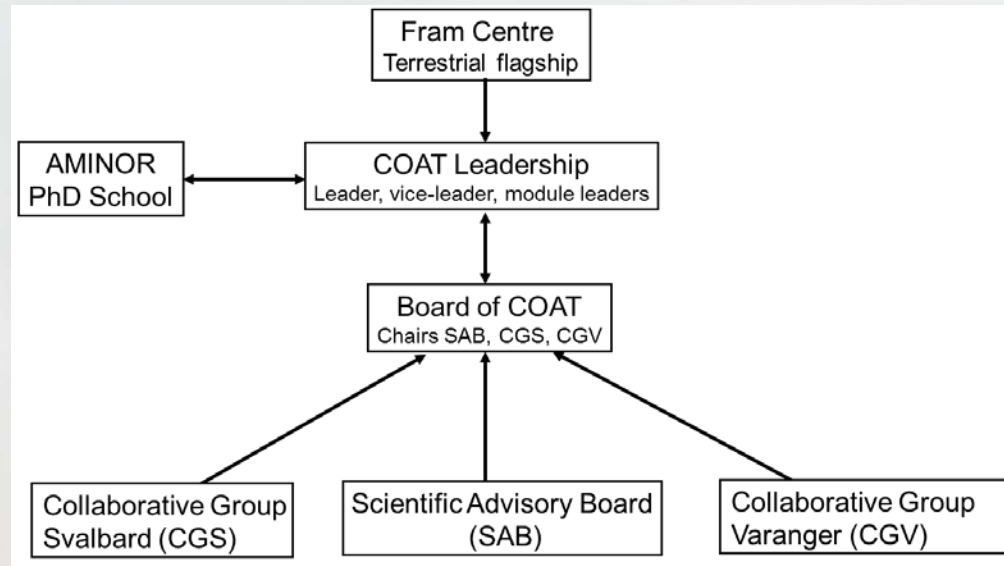 Fram Centre
Terrestrial flagship
AMINOR
PhD School
COAT Leadership
Leader, vice-leader, module leaders
Board of COAT
Chairs SAB, CGS, CGV
Collaborative Group
Svalbard (CGS)
Scientific Advisory Board
(SAB)
Collaborative Group
Varanger (CGV)